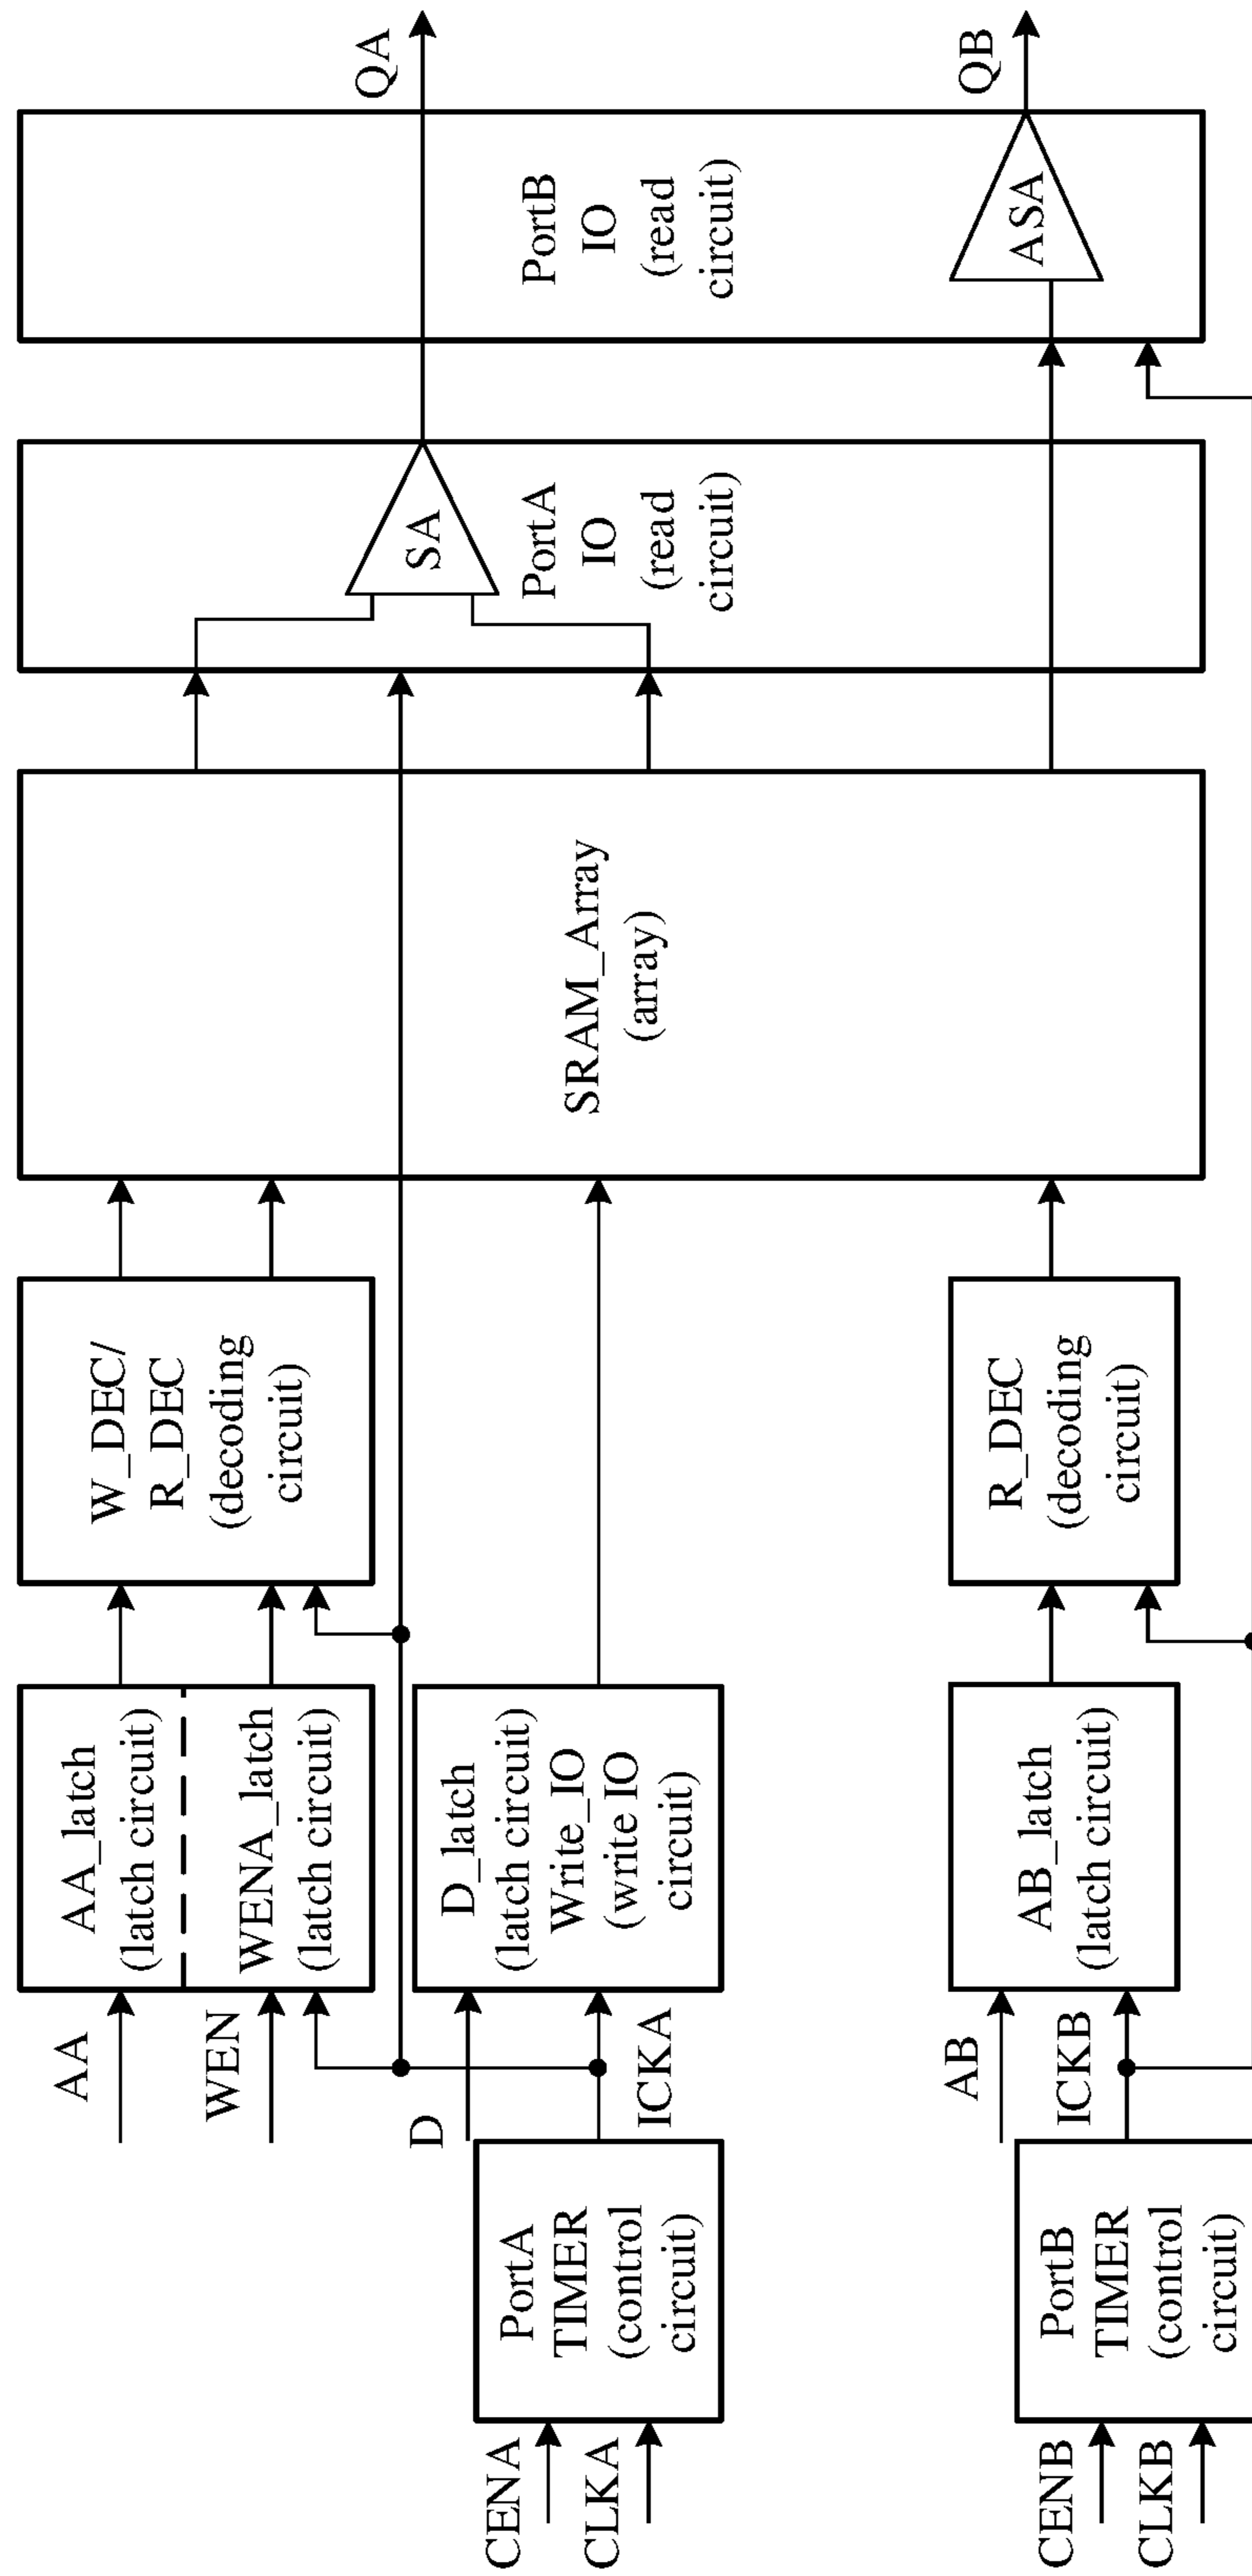 AA
WEN
D
CENA
CLKA
PortA
TIMER
(control
circuit)
ICKA
AA_latch
(latch circuit)
WENA_latch
(latch circuit)
D_latch
(latch circuit)
Write_IO
(write IO
circuit)
W_DEC/
R_DEC
(decoding
circuit)
SRAM_Array
(array)
SA
PortA
IO
(read
circuit)
PortB
IO
(read
circuit)
QA
CENB
CLKB
PortB
TIMER
(control
circuit)
AB
ICKB
AB_latch
(latch circuit)
R_DEC
(decoding
circuit)
ASA
QB